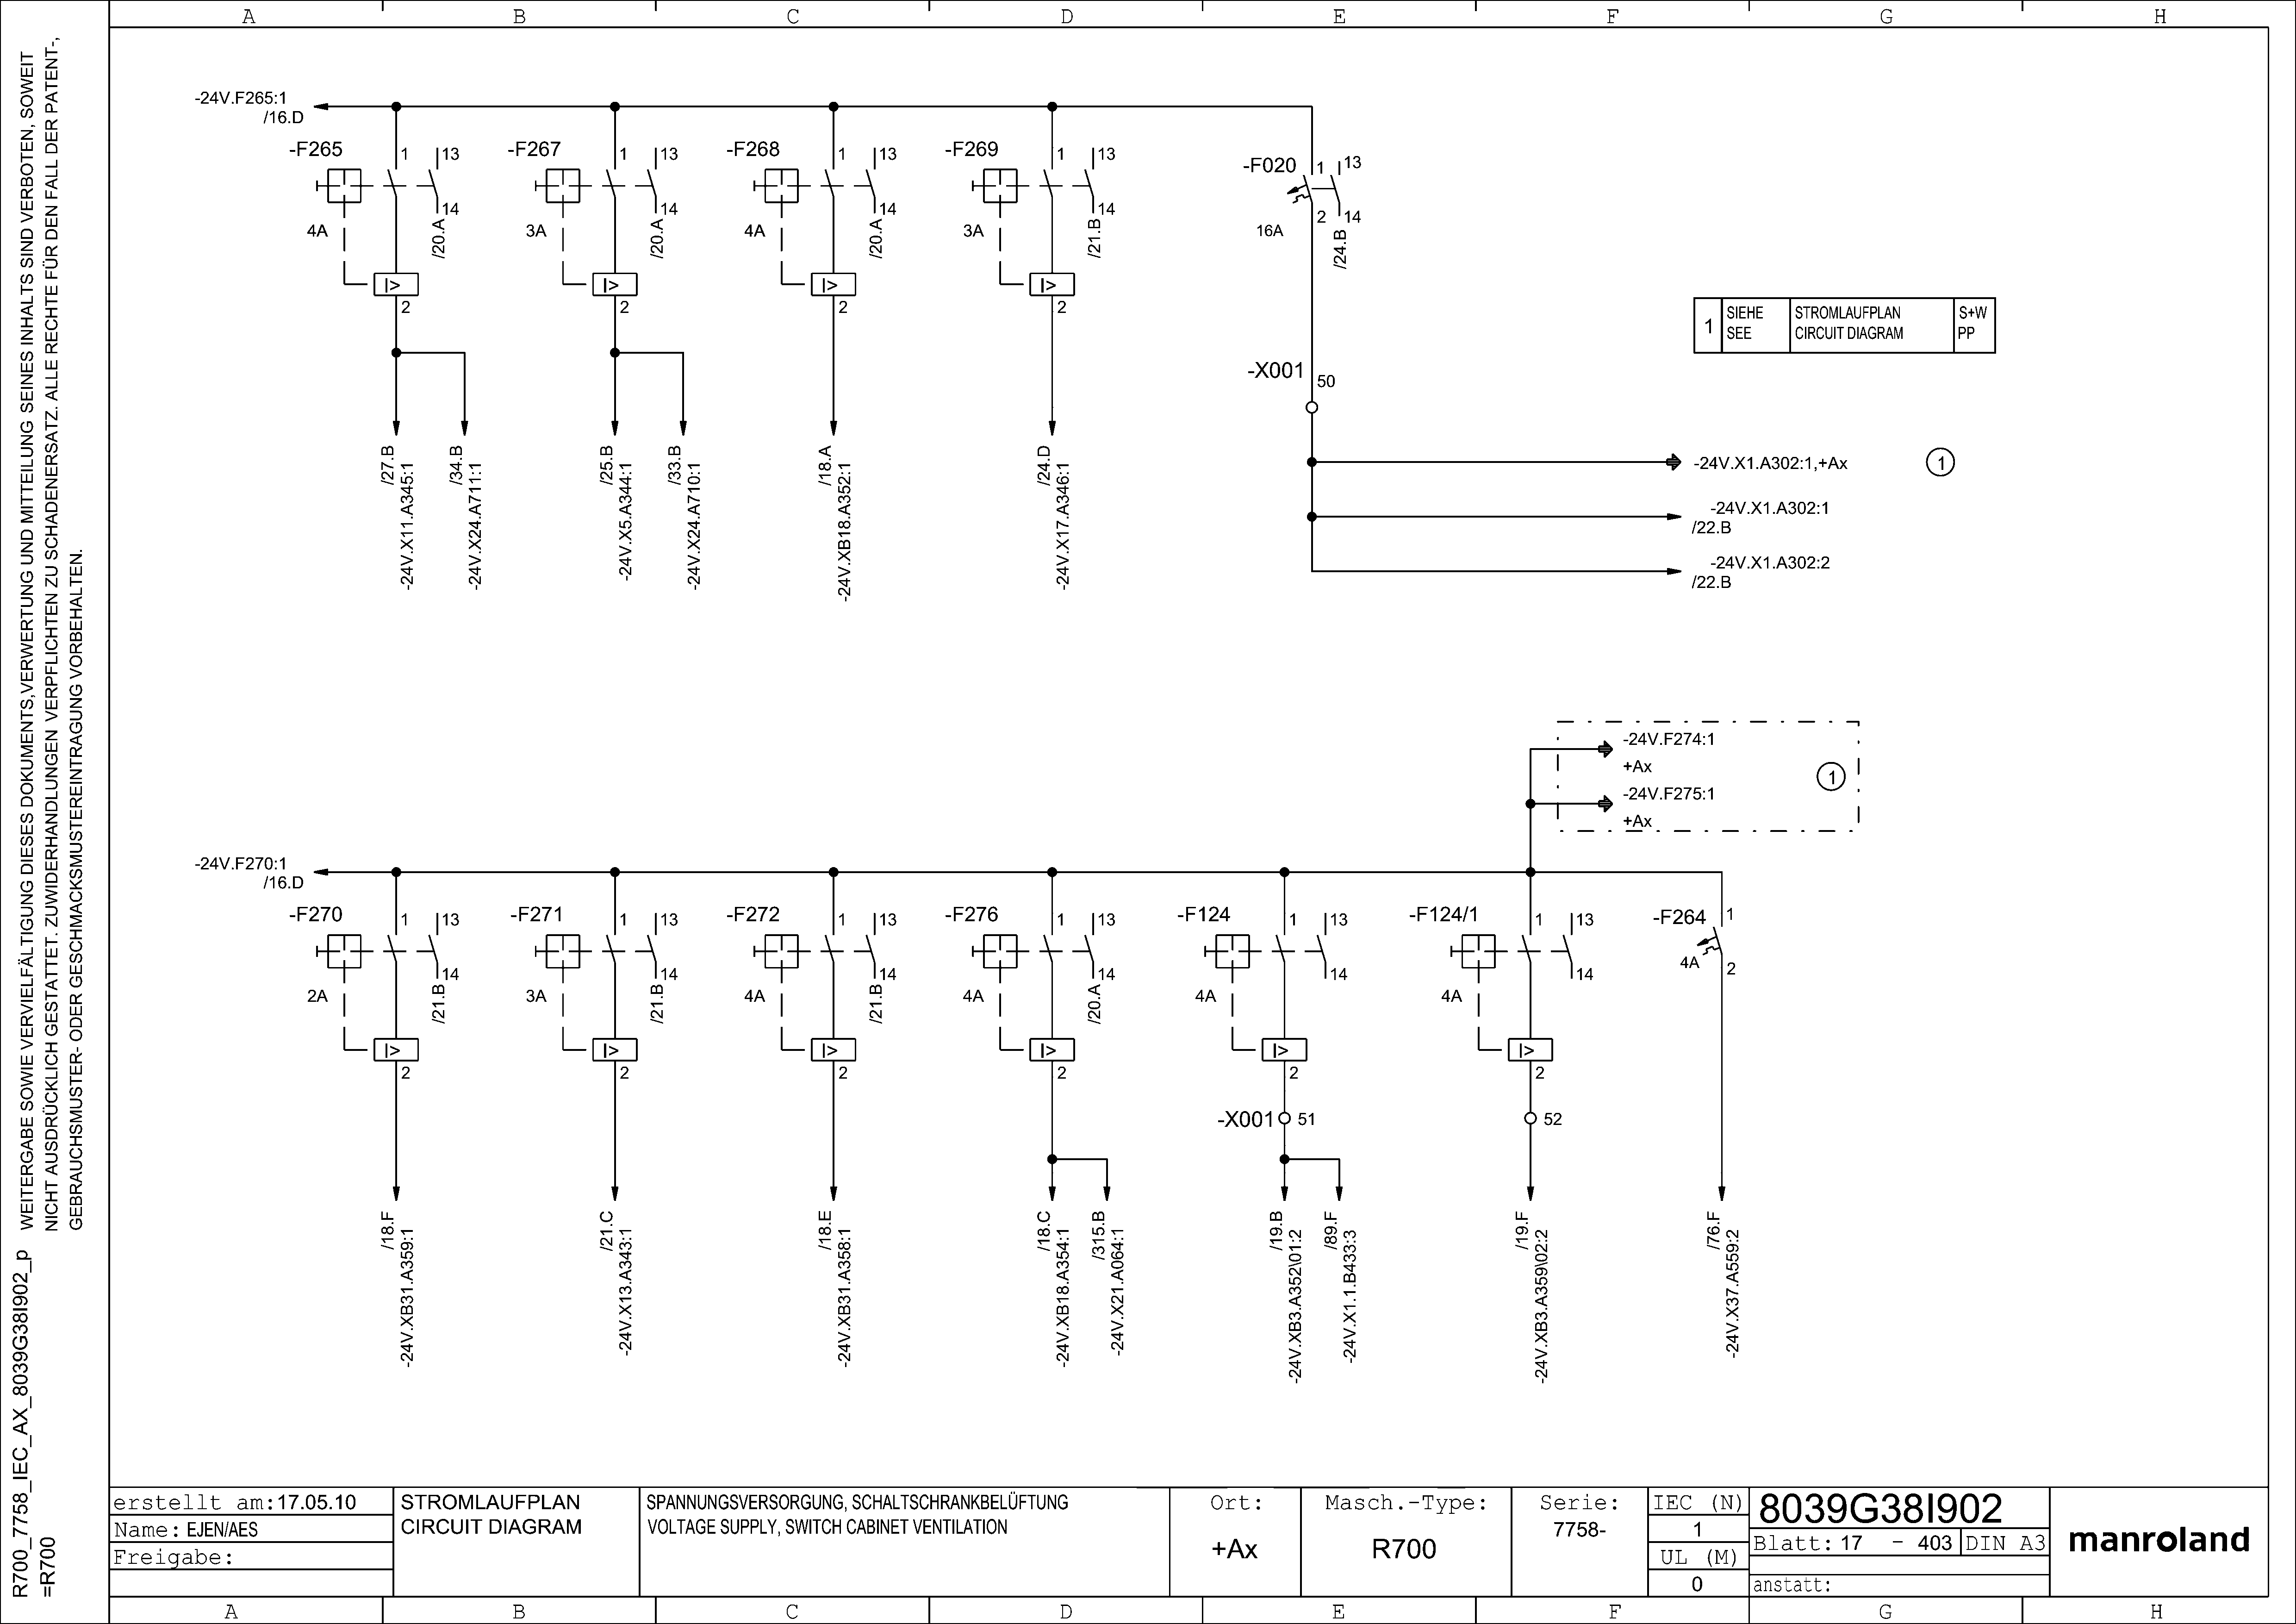 A B C D E F G H
WEITERGABE SOWIE VERVIELFÄLTIGUNG DIESES DOKUMENTS,VERWERTUNG UND MITTEILUNG SEINES INHALTS SIND VERBOTEN, SOWEIT
NICHT AUSDRÜCKLICH GESTATTET. ZUWIDERHANDLUNGEN VERPFLICHTEN ZU SCHADENERSATZ. ALLE RECHTE FÜR DEN FALL DER PATENT-,
GEBRAUCHSMUSTER- ODER GESCHMACKSMUSTEREINTRAGUNG VORBEHALTEN.
R700_7758_IEC_AX_8039G38I902_p
=R700
-24V.F265:1
/16.D
-F265 1 13 -F267 1 13 -F268 1 13 -F269 1 13 -F020 1 13
14 14 14 14 2 14
4A /20.A 3A /20.A 4A /20.A 3A /21.B 16A /24.B
I> I> I> I>
2 2 2 2
1 SIEHE STROMLAUFPLAN S+W
SEE CIRCUIT DIAGRAM PP
-X001 50
/27.B
-24V.X11.A345:1
/34.B
-24V.X24.A711:1
/25.B
-24V.X5.A344:1
/33.B
-24V.X24.A710:1
/18.A
-24V.XB18.A352:1
/24.D
-24V.X17.A346:1
-24V.X1.A302:1,+Ax 1
-24V.X1.A302:1
/22.B
-24V.X1.A302:2
/22.B
-24V.F274:1
+Ax
1
-24V.F275:1
+Ax
-24V.F270:1
/16.D
-F270 1 13 -F271 1 13 -F272 1 13 -F276 1 13 -F124 1 13 -F124/1 1 13 -F264 1
14 14 14 14 14 14 2
2A /21.B 3A /21.B 4A /21.B 4A /20.A 4A 4A 4A
I> I> I> I> I> I>
2 2 2 2 2 2
-X001 51 52
/18.F
-24V.XB31.A359:1
/21.C
-24V.X13.A343:1
/18.E
-24V.XB31.A358:1
/18.C
-24V.XB18.A354:1
/315.B
-24V.X21.A064:1
/19.B
-24V.XB3.A352\01:2
/89.F
-24V.X1.1.B433:3
/19.F
-24V.XB3.A359\02:2
/76.F
-24V.X37.A559:2
erstellt am:17.05.10
Name: EJEN/AES
Freigabe:
STROMLAUFPLAN
CIRCUIT DIAGRAM
SPANNUNGSVERSORGUNG, SCHALTSCHRANKBELÜFTUNG
VOLTAGE SUPPLY, SWITCH CABINET VENTILATION
Ort:
+Ax
Masch.-Type:
R700
Serie:
7758-
IEC (N)
1
UL (M)
0
8039G38I902
Blatt: 17 - 403 DIN A3
anstatt:
manroland
A B C D E F G H